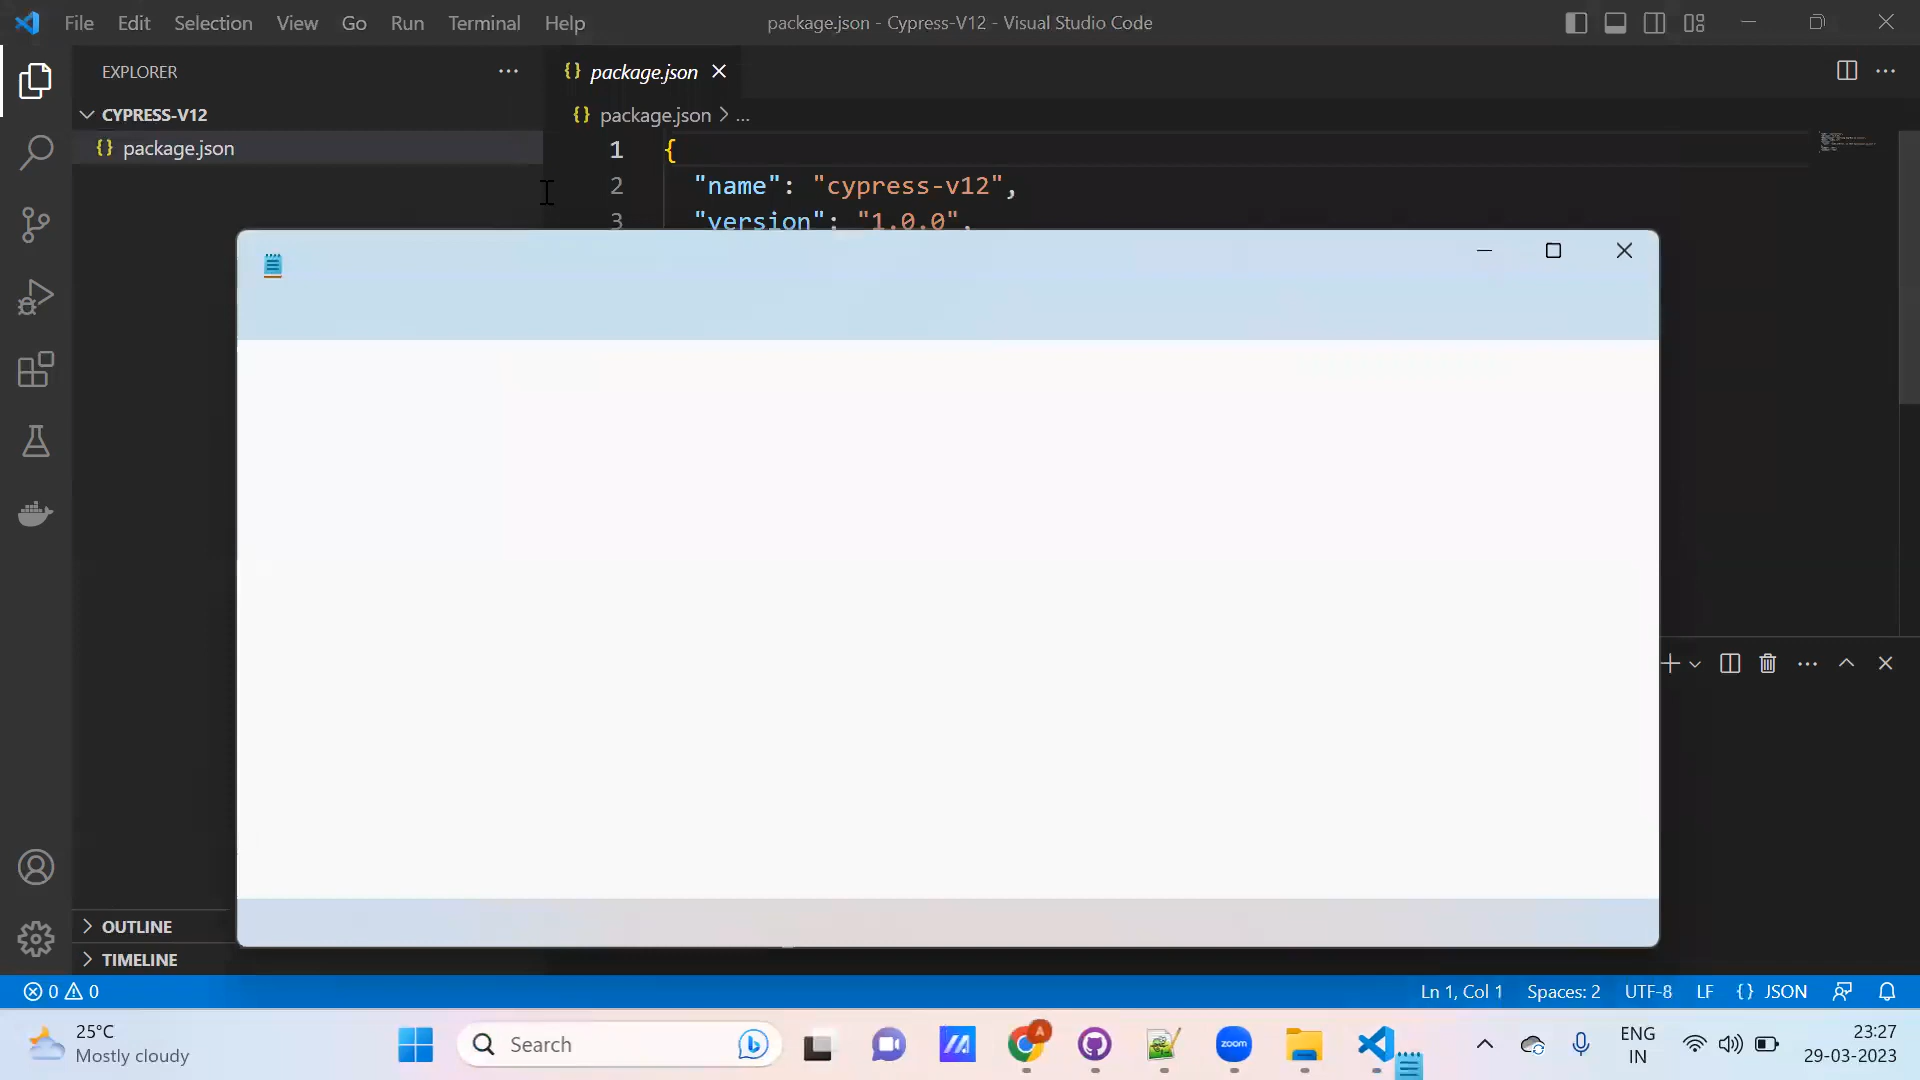 File Edit Selection View Go Run Terminal Help
package.json - Cypress-V12 - Visual Studio Code
EXPLORER
{} package.json
CYPRESS-V12
{} package.json > ...
{} package.json
1 {
2 "name": "cypress-v12",
3 "version": "1.0.0",
OUTLINE
TIMELINE
0 0
Ln 1, Col 1 Spaces: 2 UTF-8 LF {} JSON
25°C
Mostly cloudy
Search
A
zoom
ENG
IN
23:27
29-03-2023